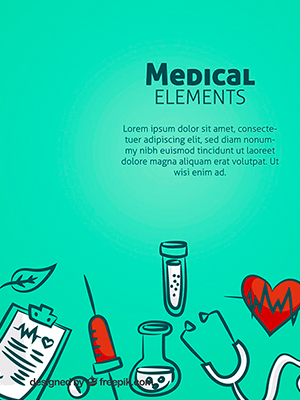 Medical
ELEMENTS
Lorem ipsum dolor sit amet, consecte-
tuer adipiscing elit, sed diam nonum-
my nibh euismod tincidunt ut laoreet
dolore magna aliquam erat volutpat. Ut
wisi enim ad.
designed by freepik.com